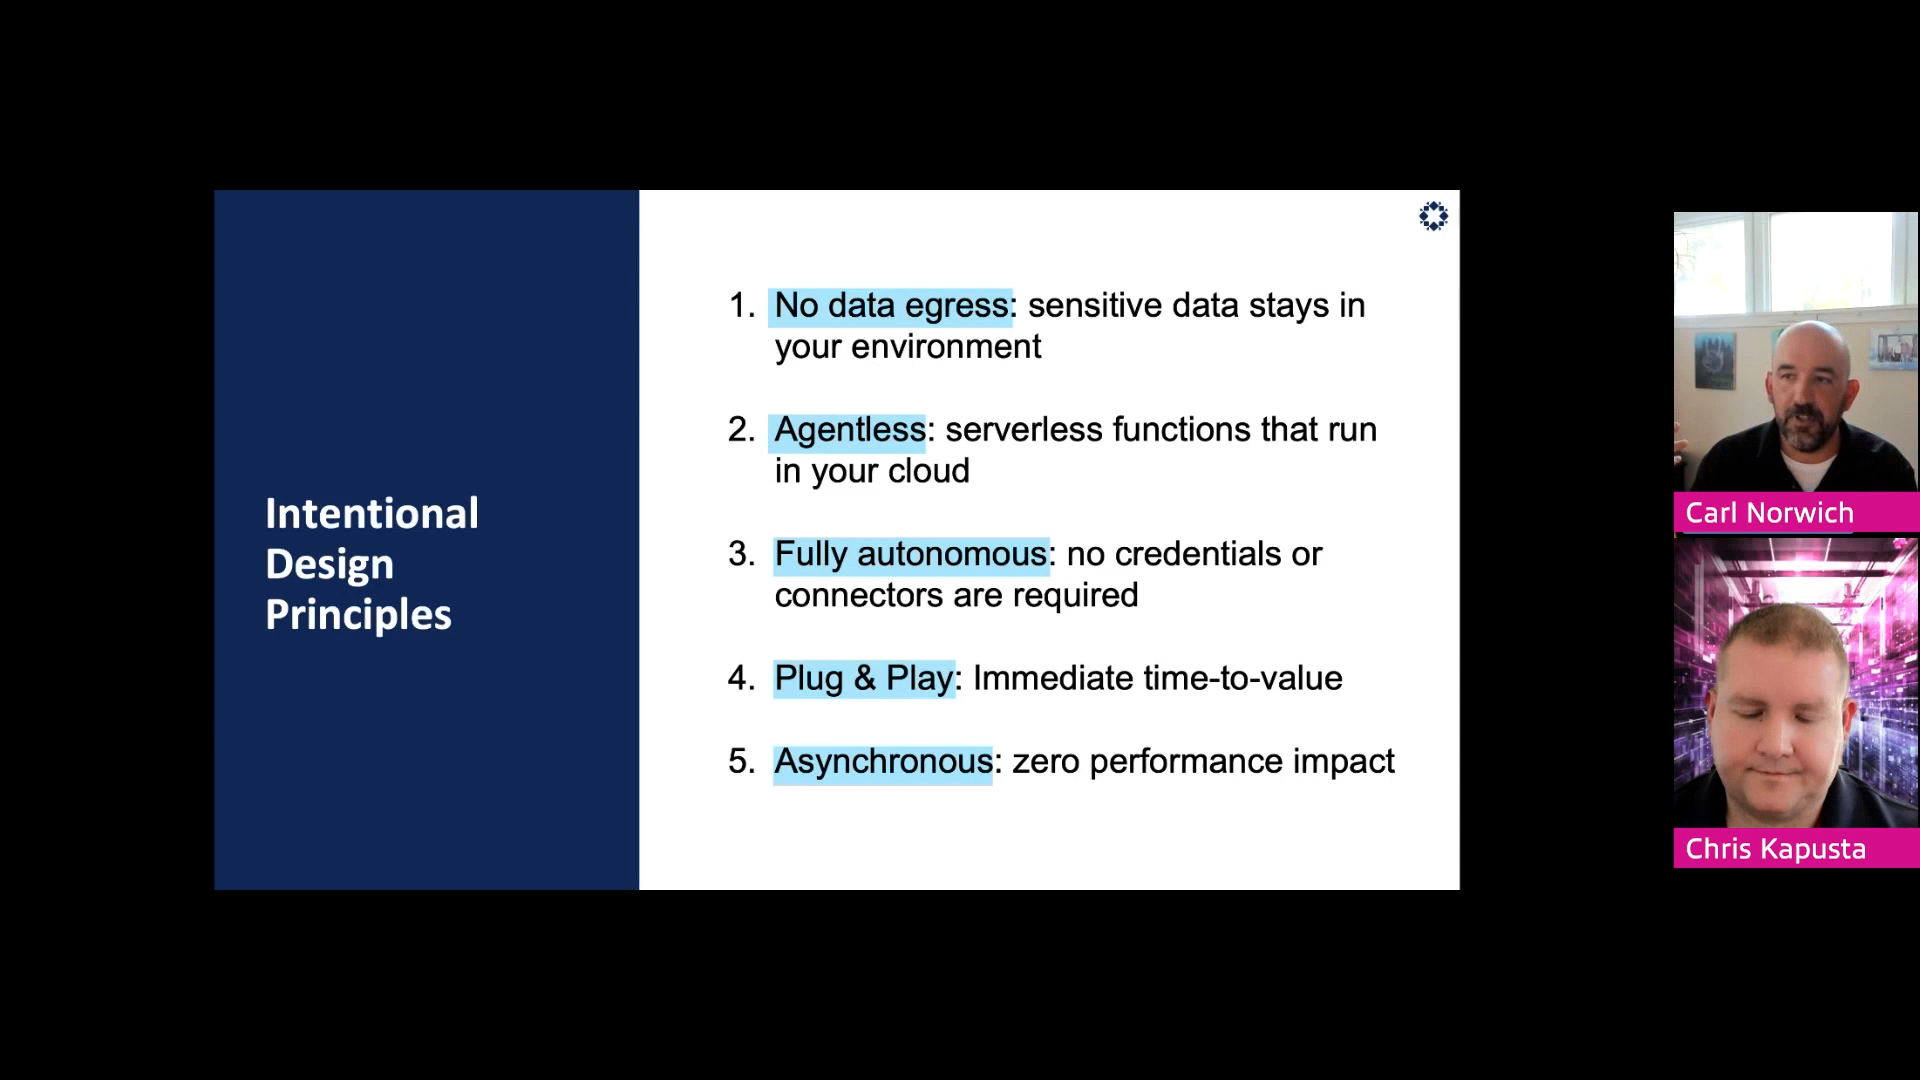 Intentional
Design
Principles
1. No data egress: sensitive data stays in
your environment
2. Agentless: serverless functions that run
in your cloud
3. Fully autonomous: no credentials or
connectors are required
4. Plug & Play: Immediate time-to-value
5. Asynchronous: zero performance impact
Carl Norwich
Chris Kapusta